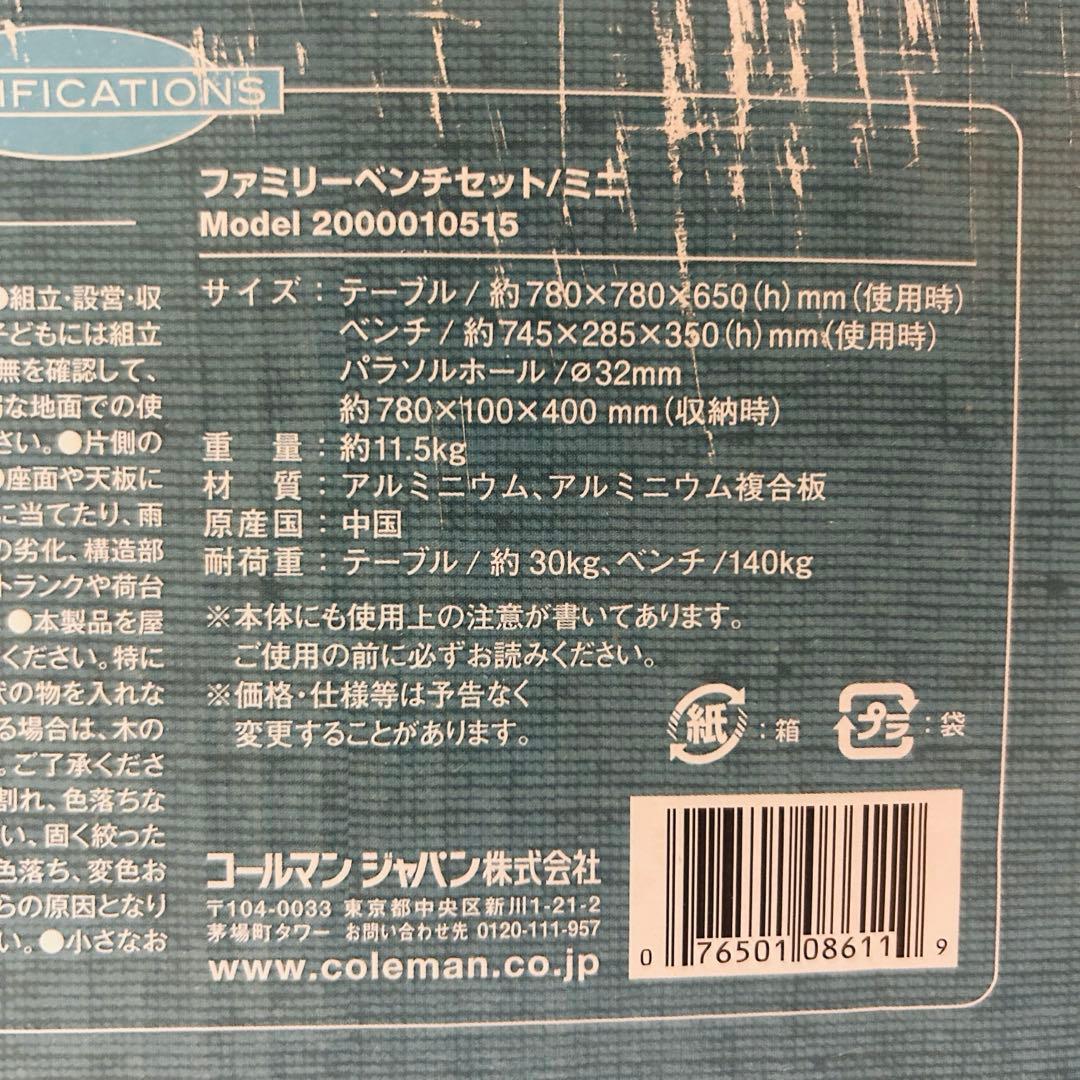 IFICATIONS
ファミリーベンチセット/ミニ
Model 2000010515
サイズ：テーブル/約780×780×650(h)mm(使用時)
ベンチ/約745×285×350(h)mm(使用時)
パラソルホール/ø32mm
約780×100×400 mm(収納時)
重　量：約11.5kg
材　質：アルミニウム、アルミニウム複合板
原産国：中国
耐荷重：テーブル/約30kg、ベンチ/140kg
※本体にも使用上の注意が書いてあります。
ご使用の前に必ずお読みください。
※価格・仕様等は予告なく
変更することがあります。
紙：箱
プラ：袋
コールマン ジャパン株式会社
〒104-0033 東京都中央区新川1-21-2
茅場町タワー お問い合わせ先 0120-111-957
www.coleman.co.jp
0 76501 08611 9
●組立・設営・収
子どもには組立
無を確認して、
な地面での使
さい。●片側の
座面や天板に
に当てたり、雨
の劣化、構造部
トランクや荷台
●本製品を屋
ください。特に
状の物を入れな
る場合は、木の
。ご了承くださ
割れ、色落ちな
い、固く絞った
色落ち、変色お
らの原因となり
い。●小さなお